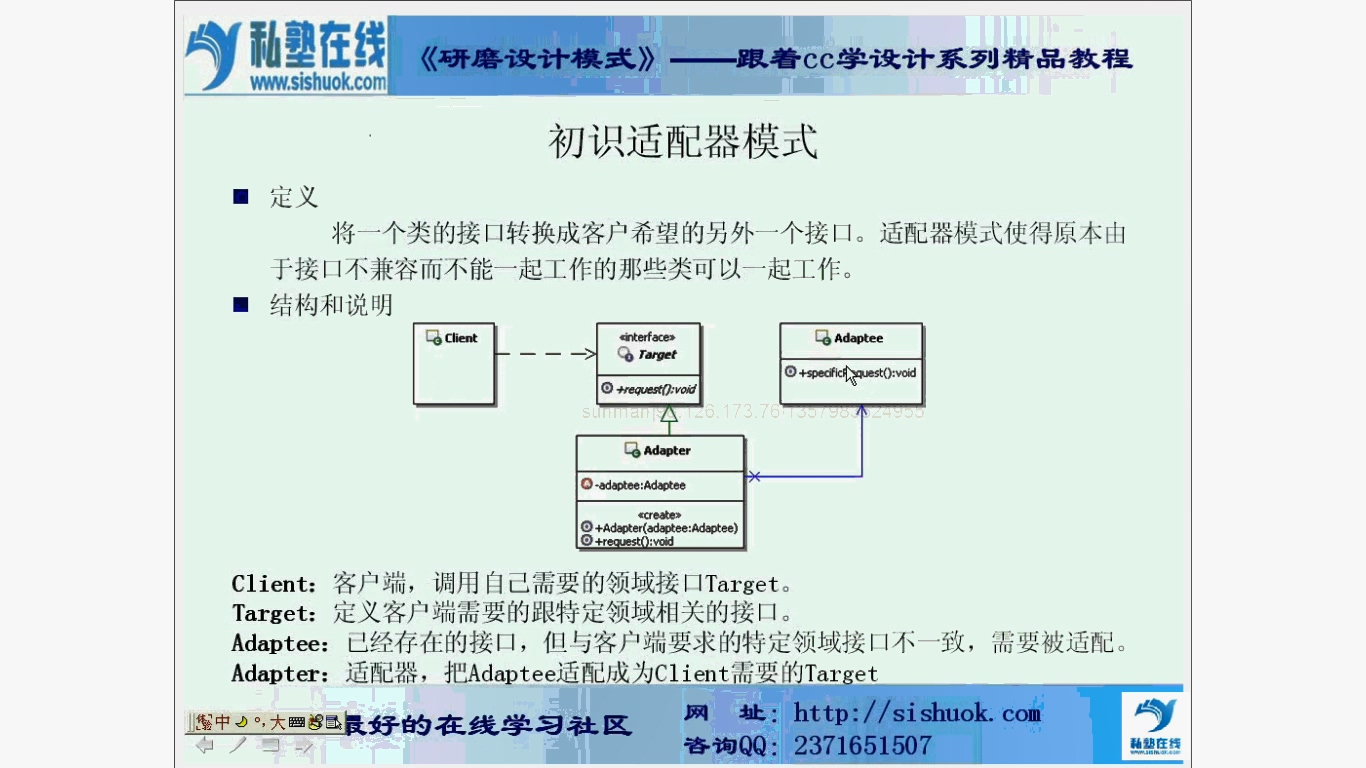 私塾在线
www.sishuok.com
《研磨设计模式》——跟着cc学设计系列精品教程
初识适配器模式
定义
将一个类的接口转换成客户希望的另外一个接口。适配器模式使得原本由
于接口不兼容而不能一起工作的那些类可以一起工作。
结构和说明
Client
«interface»
Target
+request():void
Adaptee
+specificRequest():void
Adapter
-adaptee:Adaptee
«create»
+Adapter(adaptee:Adaptee)
+request():void
Client：客户端，调用自己需要的领域接口Target。
Target：定义客户端需要的跟特定领域相关的接口。
Adaptee：已经存在的接口，但与客户端要求的特定领域接口不一致，需要被适配。
Adapter：适配器，把Adaptee适配成为Client需要的Target
中 大
最好的在线学习社区
网 址：http://sishuok.com
咨询QQ：2371651507
私塾在线